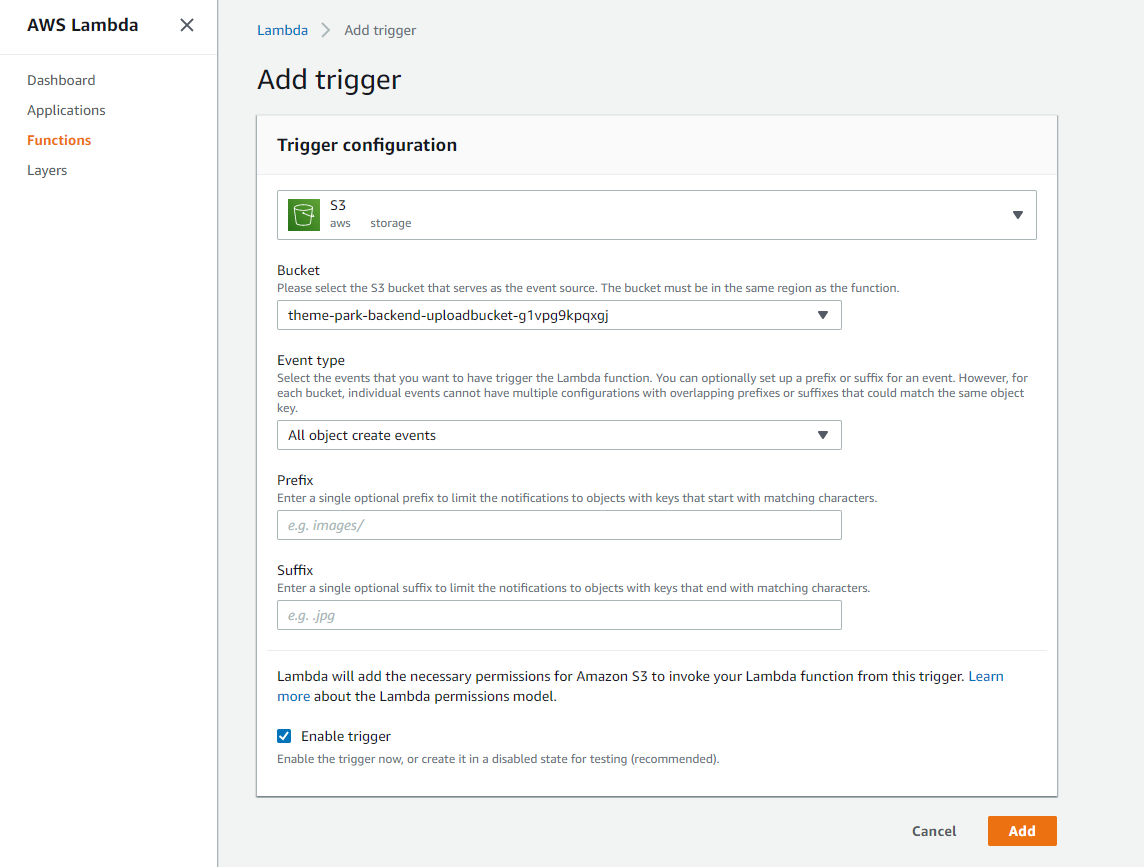 AWS Lambda
Dashboard
Applications
Functions
Layers
Lambda > Add trigger
Add trigger
Trigger configuration
S3
aws storage
Bucket
Please select the S3 bucket that serves as the event source. The bucket must be in the same region as the function.
theme-park-backend-uploadbucket-g1vpg9kpqxgj
Event type
Select the events that you want to have trigger the Lambda function. You can optionally set up a prefix or suffix for an event. However, for
each bucket, individual events cannot have multiple configurations with overlapping prefixes or suffixes that could match the same object
key.
All object create events
Prefix
Enter a single optional prefix to limit the notifications to objects with keys that start with matching characters.
e.g. images/
Suffix
Enter a single optional suffix to limit the notifications to objects with keys that end with matching characters.
e.g. .jpg
Lambda will add the necessary permissions for Amazon S3 to invoke your Lambda function from this trigger. Learn
more about the Lambda permissions model.
Enable trigger
Enable the trigger now, or create it in a disabled state for testing (recommended).
Cancel Add